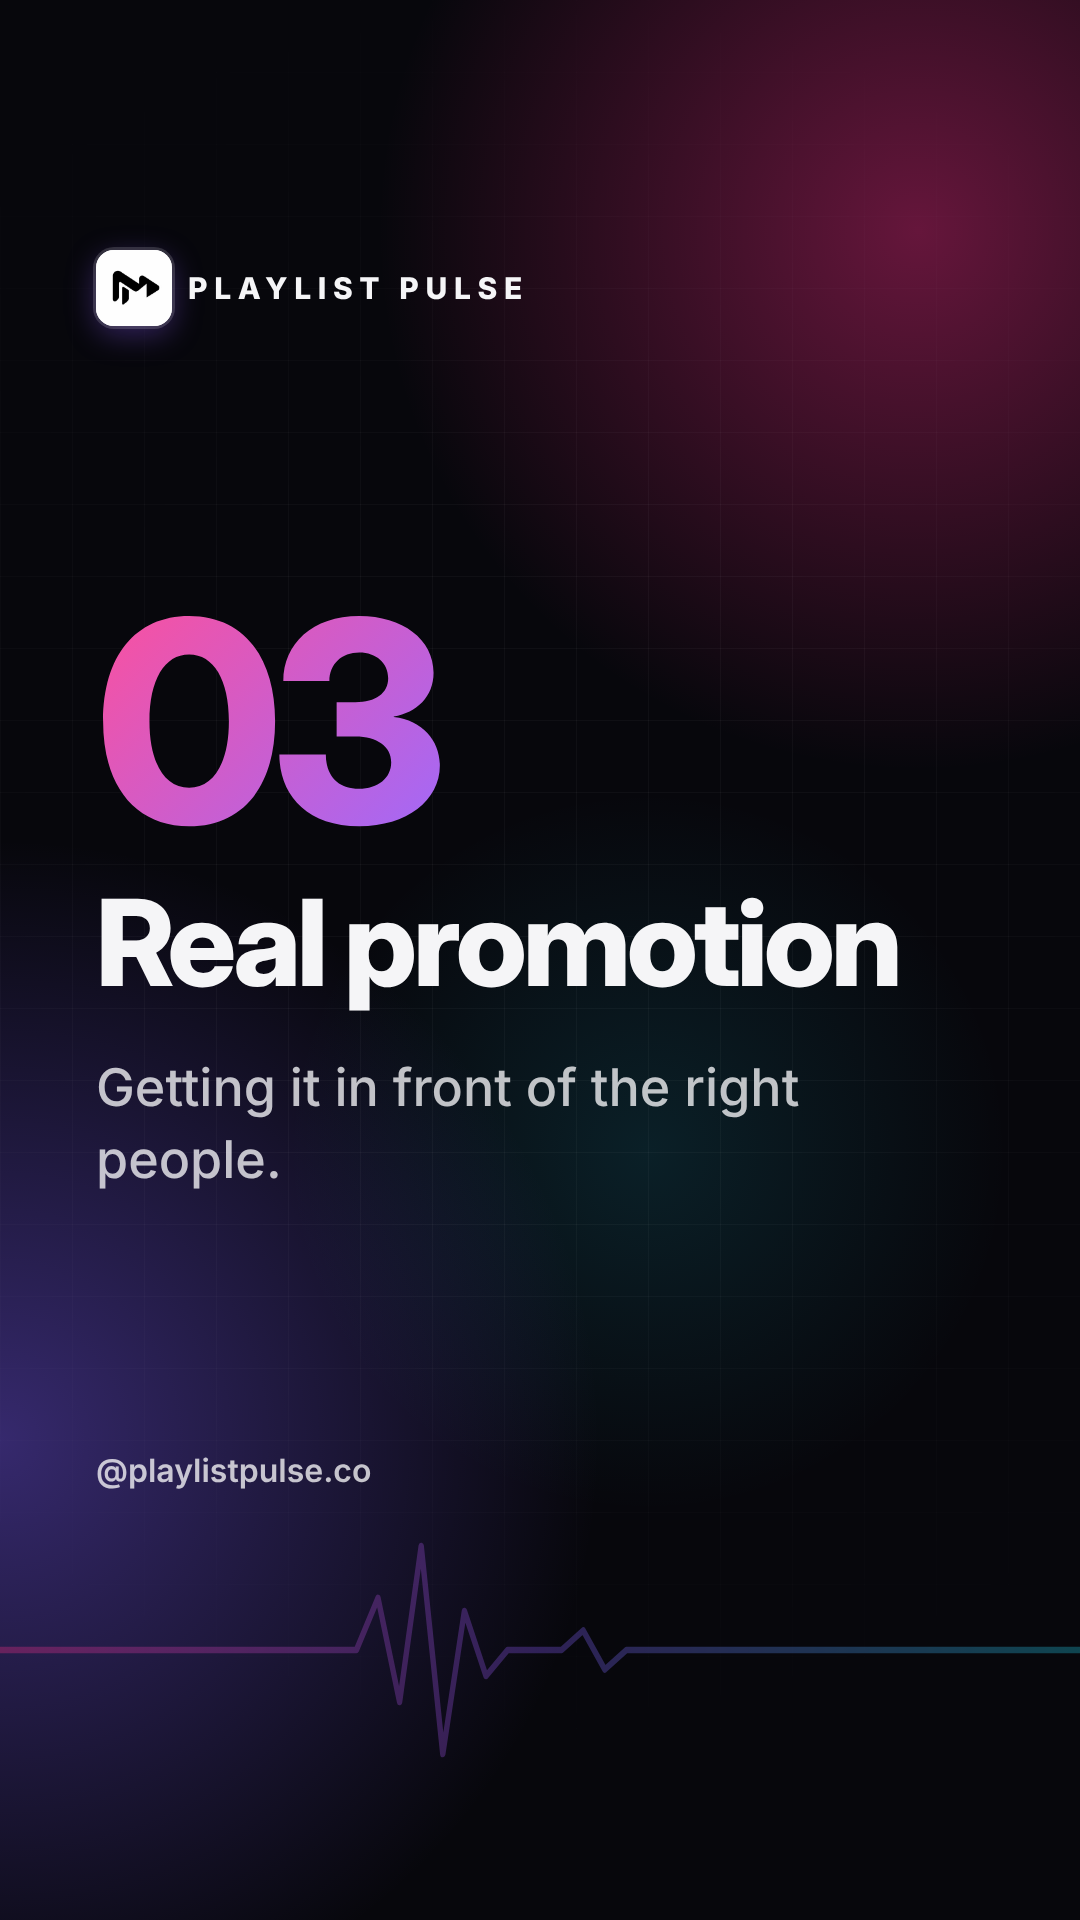 PLAYLIST PULSE
03
Real promotion
Getting it in front of the right
people.
@playlistpulse.co